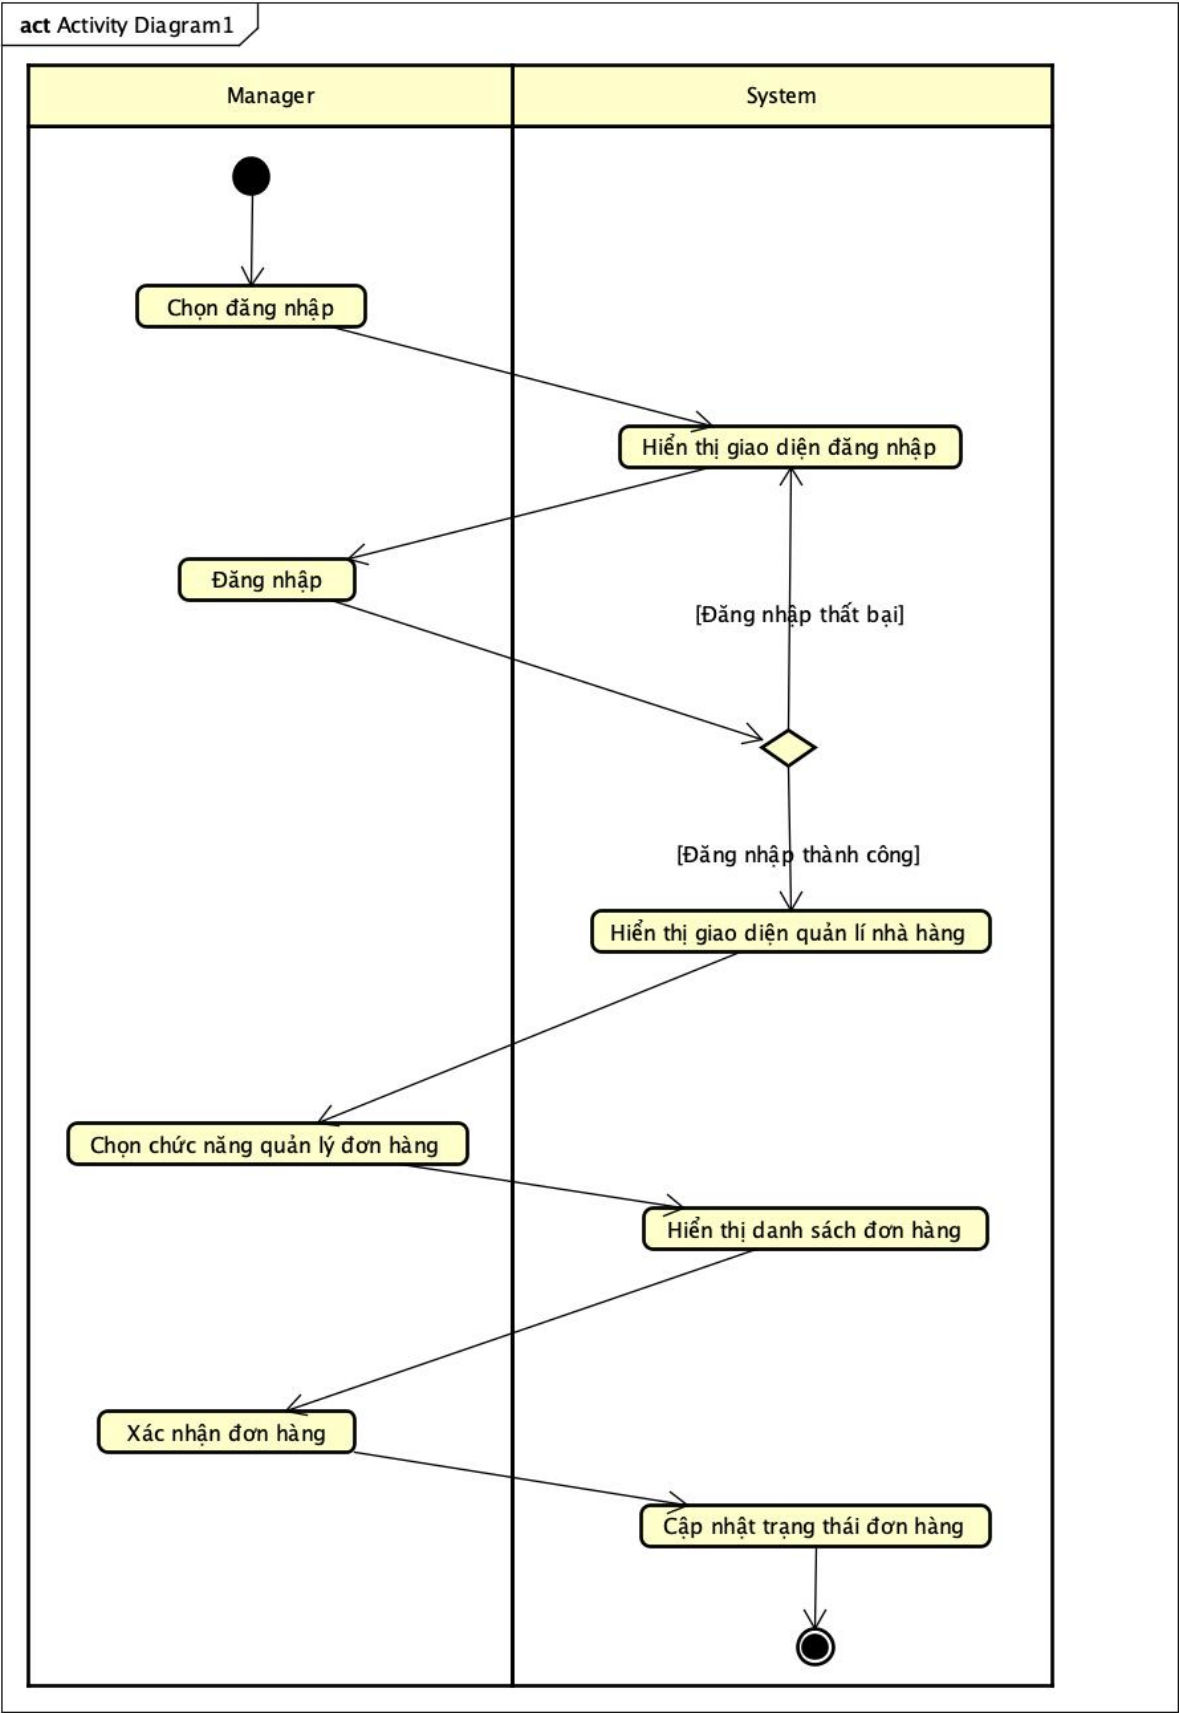 act Activity Diagram1
Manager
System
Chọn đăng nhập
Hiển thị giao diện đăng nhập
Đăng nhập
[Đăng nhập thất bại]
[Đăng nhập thành công]
Hiển thị giao diện quản lí nhà hàng
Chọn chức năng quản lý đơn hàng
Hiển thị danh sách đơn hàng
Xác nhận đơn hàng
Cập nhật trạng thái đơn hàng